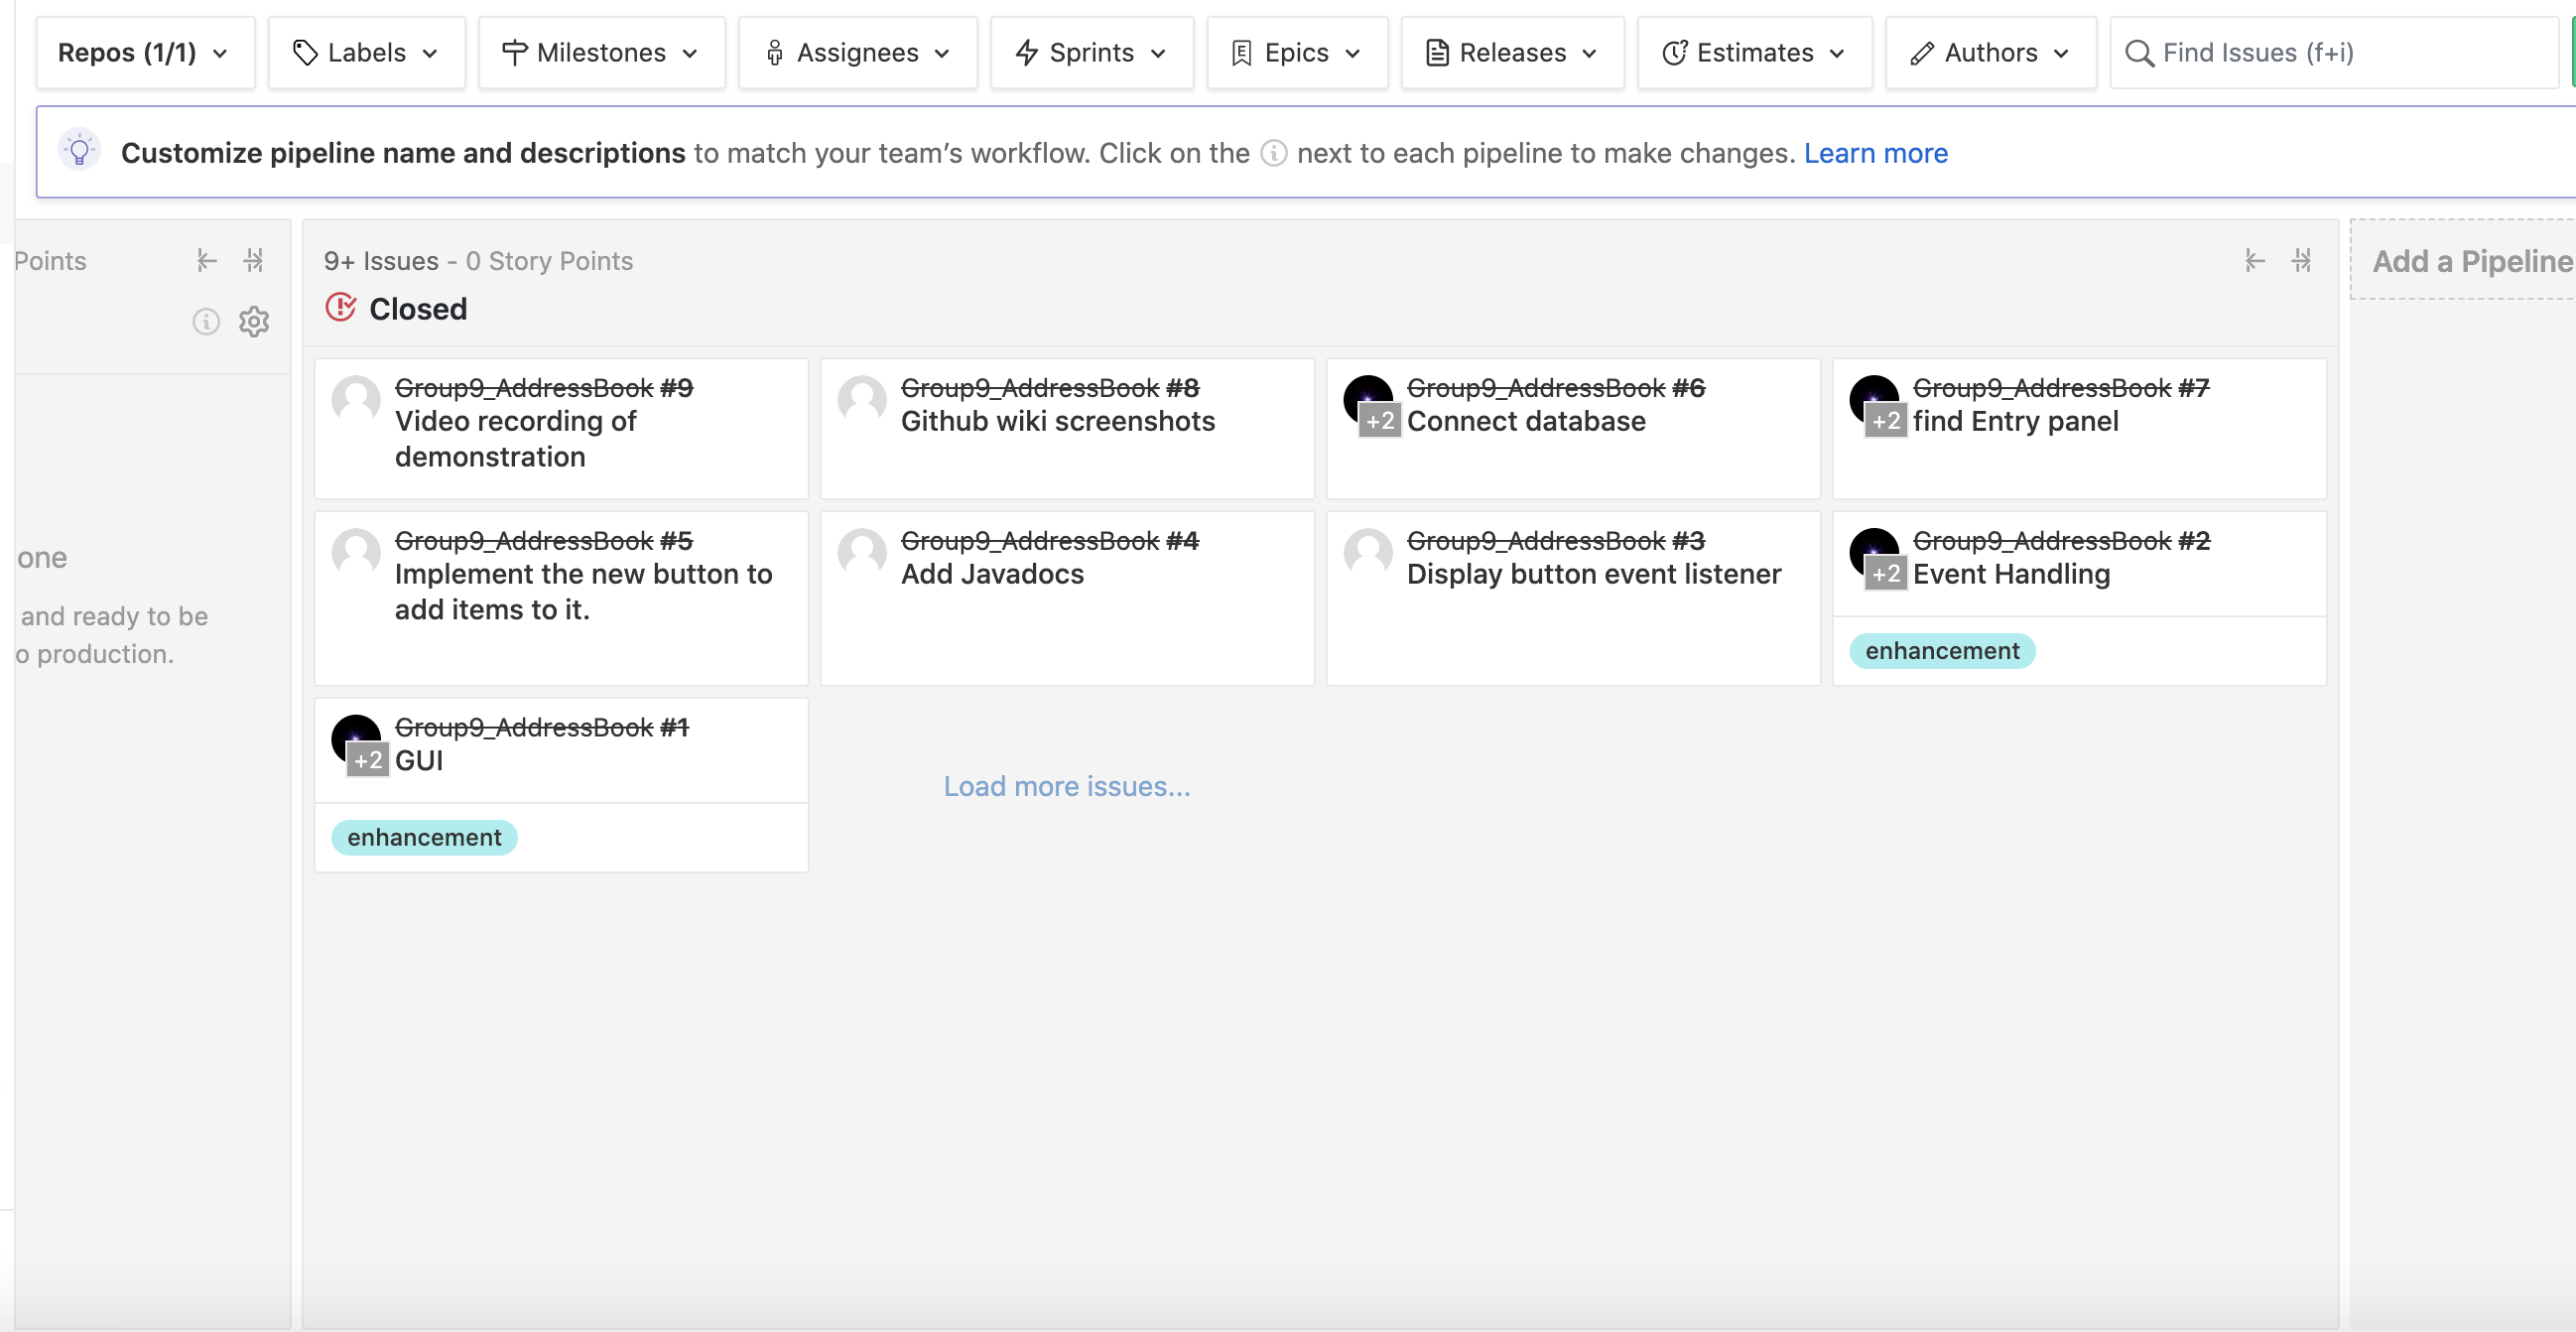 Repos (1/1)
Labels
Milestones
Assignees
Sprints
Epics
Releases
Estimates
Authors
Find Issues (f+i)
Customize pipeline name and descriptions to match your team’s workflow. Click on the next to each pipeline to make changes. Learn more
Points
one
and ready to be
o production.
9+ Issues - 0 Story Points
Closed
Group9_AddressBook #9
Video recording of
demonstration
Group9_AddressBook #8
Github wiki screenshots
Group9_AddressBook #6
+2 Connect database
Group9_AddressBook #7
+2 find Entry panel
Group9_AddressBook #5
Implement the new button to
add items to it.
Group9_AddressBook #4
Add Javadocs
Group9_AddressBook #3
Display button event listener
Group9_AddressBook #2
+2 Event Handling
enhancement
Group9_AddressBook #1
+2 GUI
enhancement
Load more issues...
Add a Pipeline